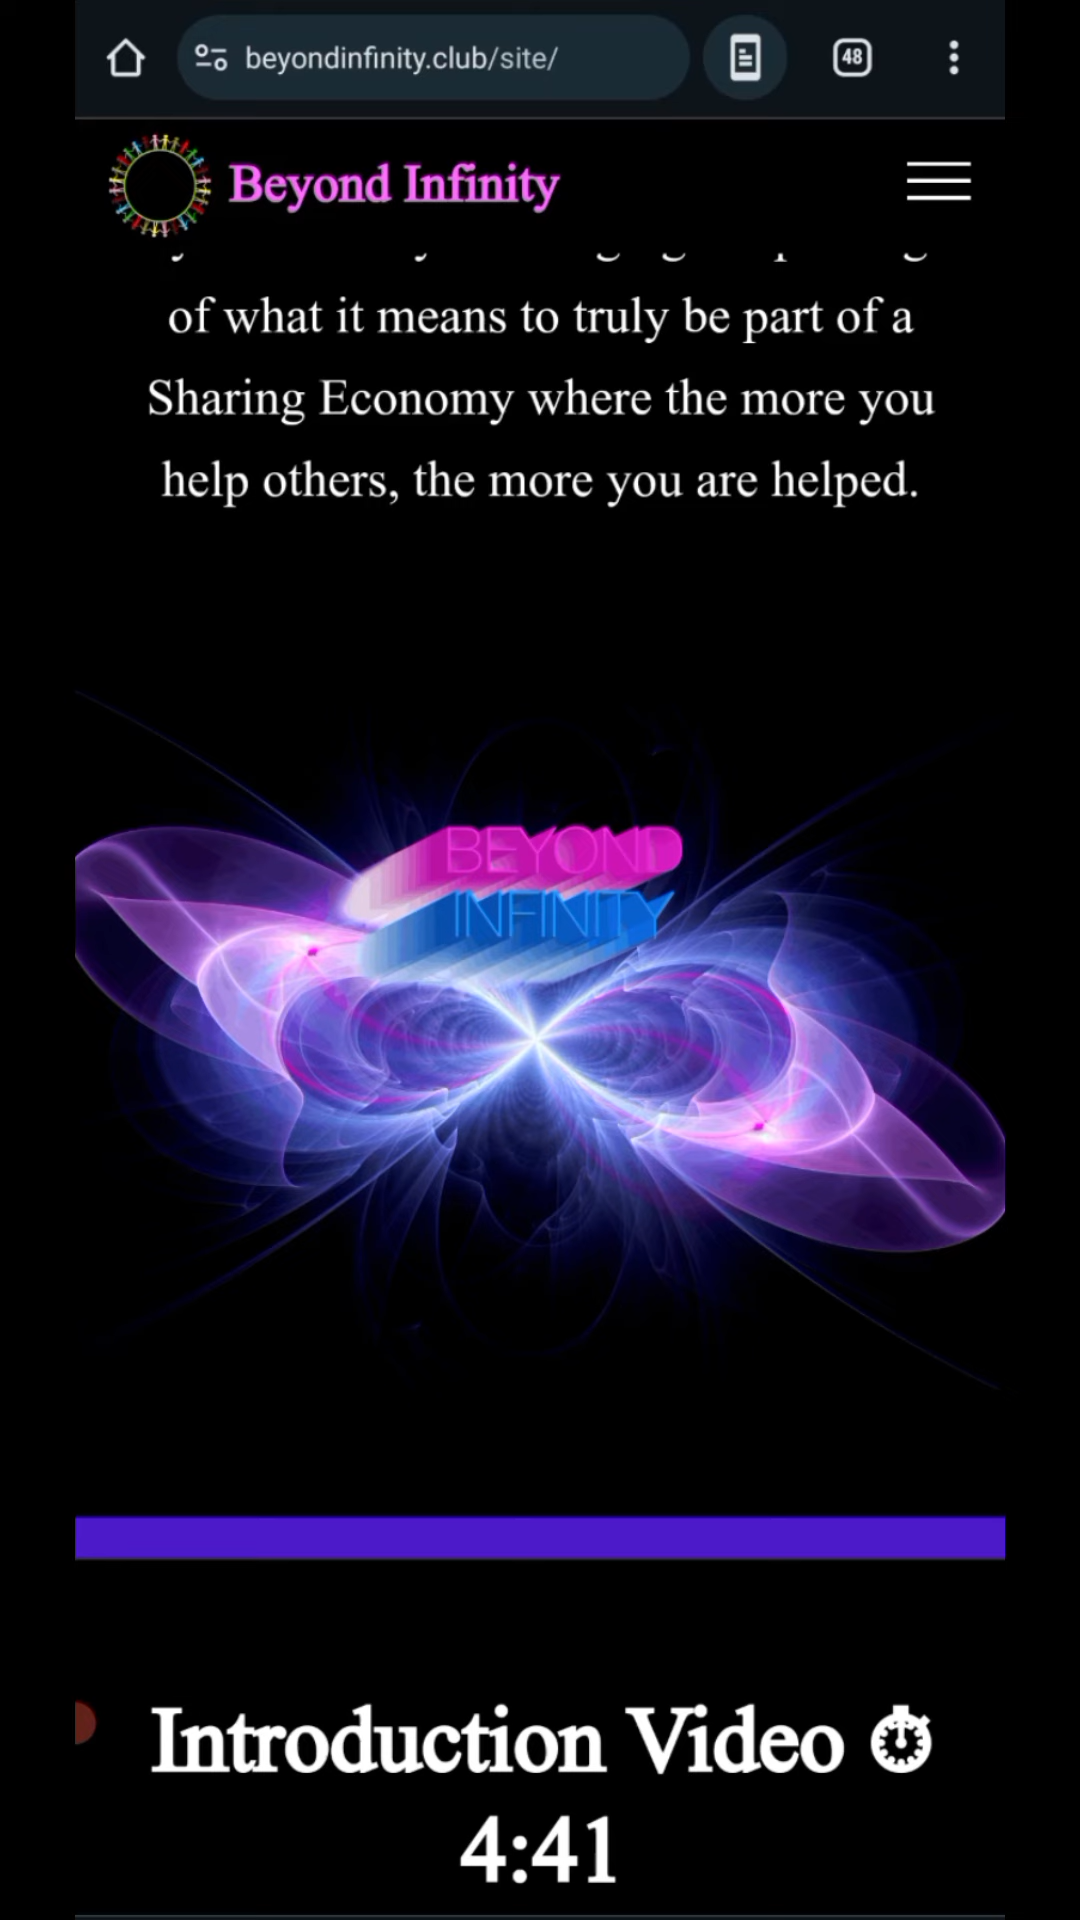 beyondinfinity.club/site/
48
Beyond Infinity
of what it means to truly be part of a
Sharing Economy where the more you
help others, the more you are helped.
BEYOND
INFINITY
Introduction Video ⏱
4:41